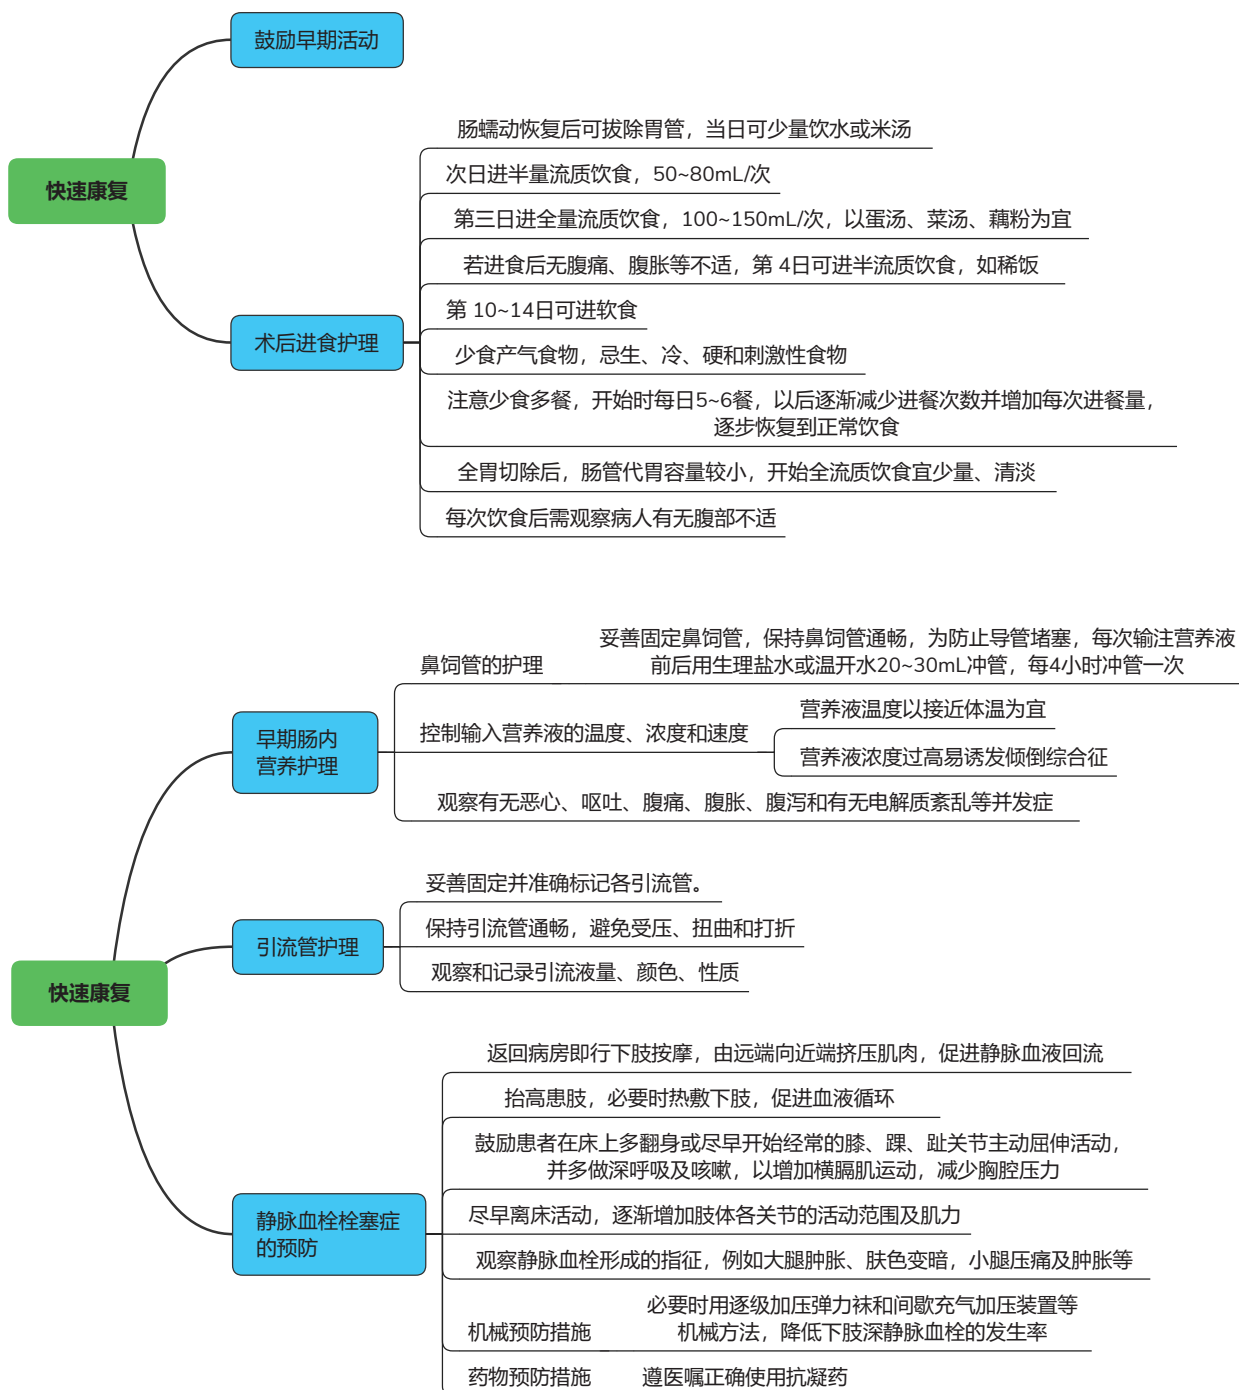 鼓励早期活动
快速康复
术后进食护理
肠蠕动恢复后可拔除胃管，当日可少量饮水或米汤
次日进半量流质饮食，50~80mL/次
第三日进全量流质饮食，100~150mL/次，以蛋汤、菜汤、藕粉为宜
若进食后无腹痛、腹胀等不适，第 4日可进半流质饮食，如稀饭
第 10~14日可进软食
少食产气食物，忌生、冷、硬和刺激性食物
注意少食多餐，开始时每日5~6餐，以后逐渐减少进餐次数并增加每次进餐量，
逐步恢复到正常饮食
全胃切除后，肠管代胃容量较小，开始全流质饮食宜少量、清淡
每次饮食后需观察病人有无腹部不适
快速康复
早期肠内
营养护理
鼻饲管的护理
妥善固定鼻饲管，保持鼻饲管通畅，为防止导管堵塞，每次输注营养液
前后用生理盐水或温开水20~30mL冲管，每4小时冲管一次
控制输入营养液的温度、浓度和速度
营养液温度以接近体温为宜
营养液浓度过高易诱发倾倒综合征
观察有无恶心、呕吐、腹痛、腹胀、腹泻和有无电解质紊乱等并发症
引流管护理
妥善固定并准确标记各引流管。
保持引流管通畅，避免受压、扭曲和打折
观察和记录引流液量、颜色、性质
静脉血栓栓塞症
的预防
返回病房即行下肢按摩，由远端向近端挤压肌肉，促进静脉血液回流
抬高患肢，必要时热敷下肢，促进血液循环
鼓励患者在床上多翻身或尽早开始经常的膝、踝、趾关节主动屈伸活动，
并多做深呼吸及咳嗽，以增加横膈肌运动，减少胸腔压力
尽早离床活动，逐渐增加肢体各关节的活动范围及肌力
观察静脉血栓形成的指征，例如大腿肿胀、肤色变暗，小腿压痛及肿胀等
机械预防措施
必要时用逐级加压弹力袜和间歇充气加压装置等
机械方法，降低下肢深静脉血栓的发生率
药物预防措施
遵医嘱正确使用抗凝药